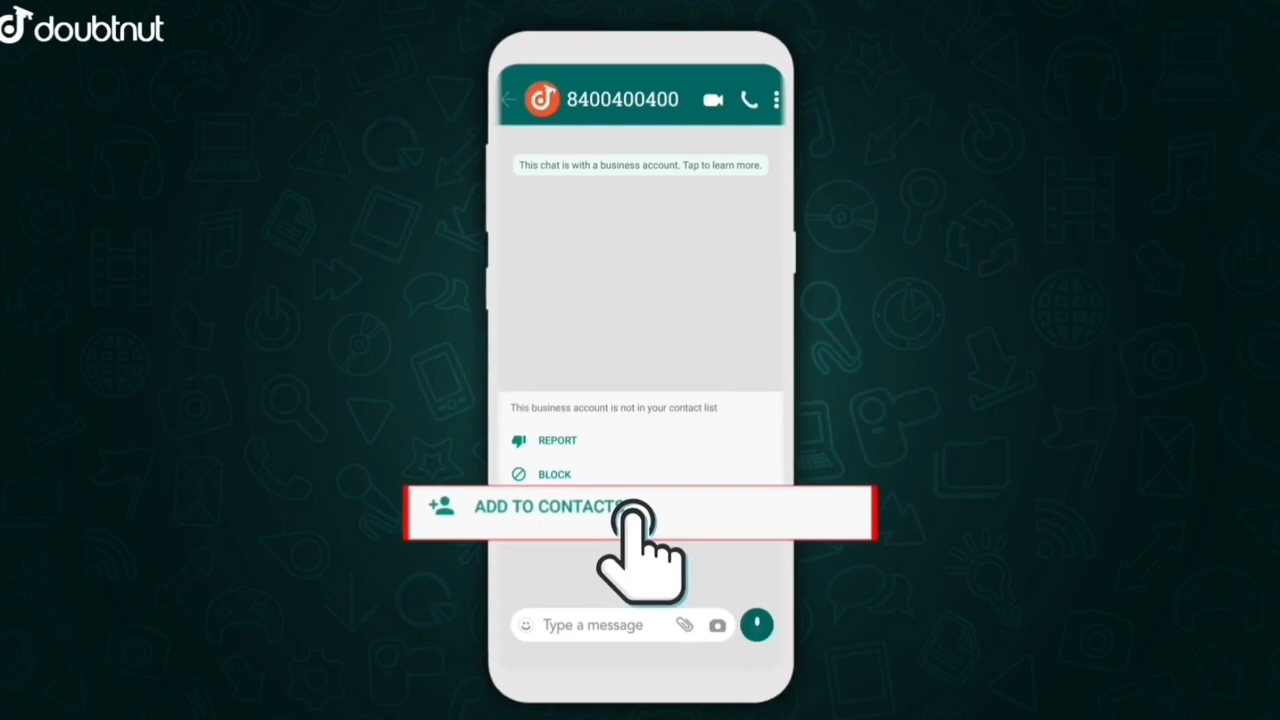 doubtnut
8400400400
This chat is with a business account. Tap to learn more.
This business account is not in your contact list
REPORT
BLOCK
ADD TO CONTACTS
Type a message